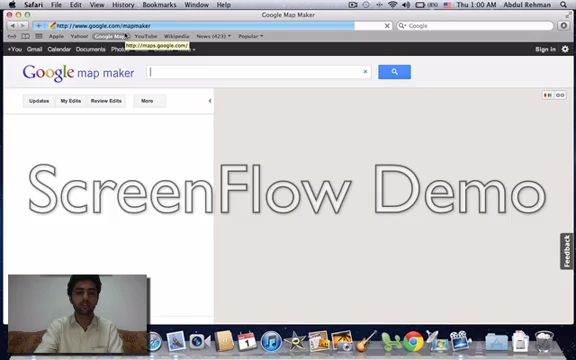 Safari File Edit View History Bookmarks Window Help
Thu 1:00 AM Abdul Rehman
Google Map Maker
http://www.google.com/mapmaker
Google
Apple Yahoo! Google Maps YouTube Wikipedia News (423) Popular
http://maps.google.com/
+You Gmail Calendar Documents Photos
Sign in
Google map maker
Updates My Edits Review Edits More
ScreenFlow Demo
Feedback